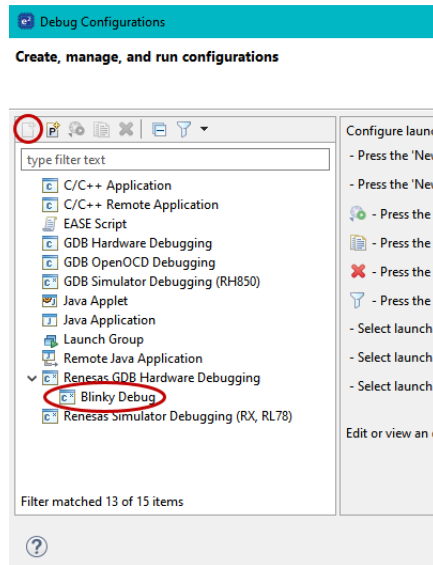 e² Debug Configurations
Create, manage, and run configurations
type filter text
C/C++ Application
C/C++ Remote Application
EASE Script
GDB Hardware Debugging
GDB OpenOCD Debugging
GDB Simulator Debugging (RH850)
Java Applet
Java Application
Launch Group
Remote Java Application
Renesas GDB Hardware Debugging
Blinky Debug
Renesas Simulator Debugging (RX, RL78)
Filter matched 13 of 15 items
Configure launc
- Press the 'Nev
- Press the 'Nev
- Press the
- Press the
- Press the
- Press the
- Select launch
- Select launch
- Select launch
Edit or view an